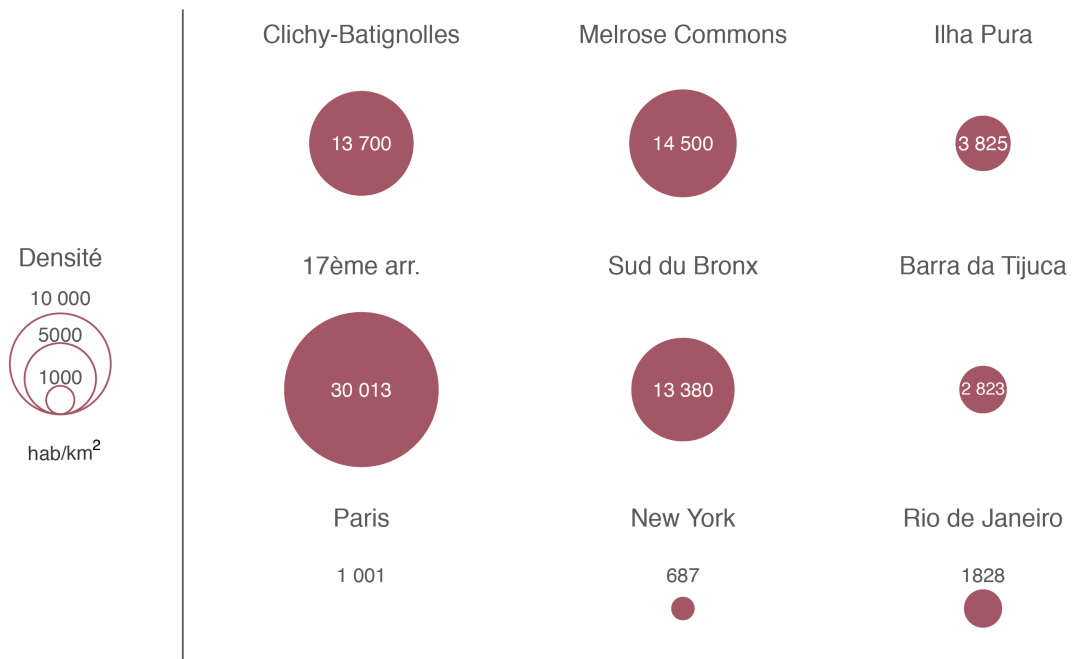 Clichy-Batignolles
Melrose Commons
Ilha Pura
13 700
14 500
3 825
Densité
10 000
5000
1000
hab/km²
17ème arr.
Sud du Bronx
Barra da Tijuca
30 013
13 380
2 823
Paris
New York
Rio de Janeiro
1 001
687
1828